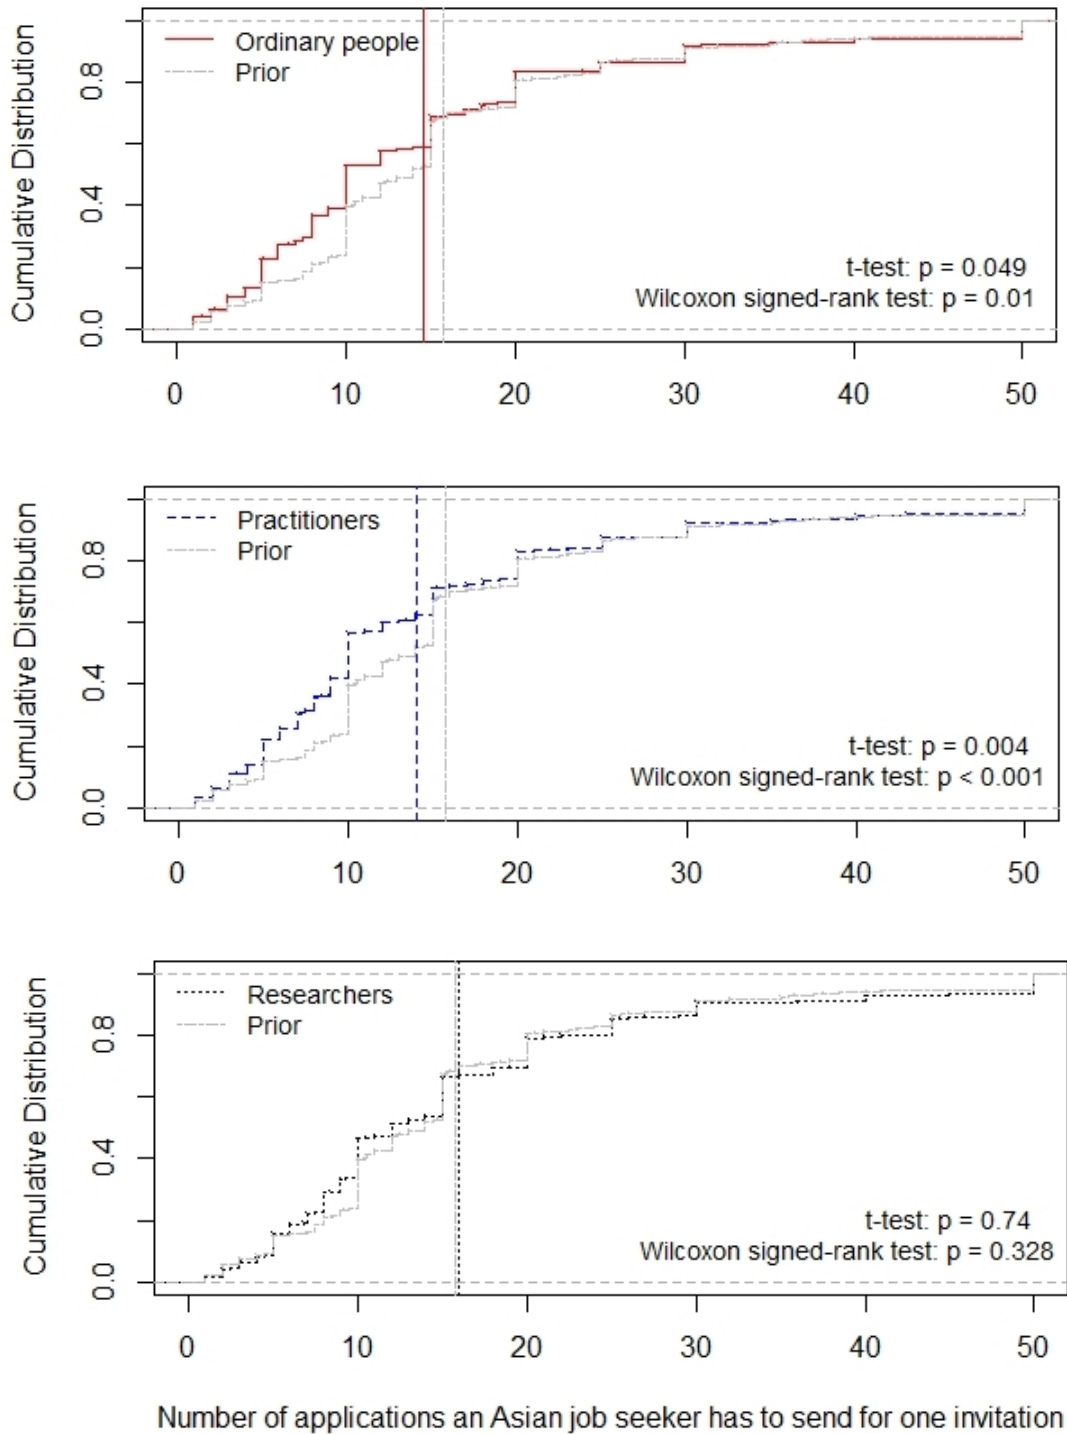 Cumulative Distribution
0.0 0.4 0.8
Ordinary people
Prior
t-test: p = 0.049
Wilcoxon signed-rank test: p = 0.01
0 10 20 30 40 50
Cumulative Distribution
0.0 0.4 0.8
Practitioners
Prior
t-test: p = 0.004
Wilcoxon signed-rank test: p < 0.001
0 10 20 30 40 50
Cumulative Distribution
0.0 0.4 0.8
Researchers
Prior
t-test: p = 0.74
Wilcoxon signed-rank test: p = 0.328
0 10 20 30 40 50
Number of applications an Asian job seeker has to send for one invitation